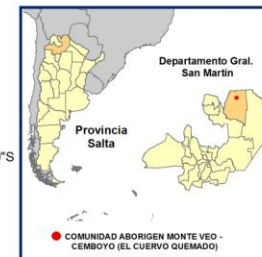 Departamento Gral.
San Martín
Provincia
Salta
"S
COMUNIDAD ABORIGEN MONTE VEO -
CEMBOYO (EL CUERVO QUEMADO)